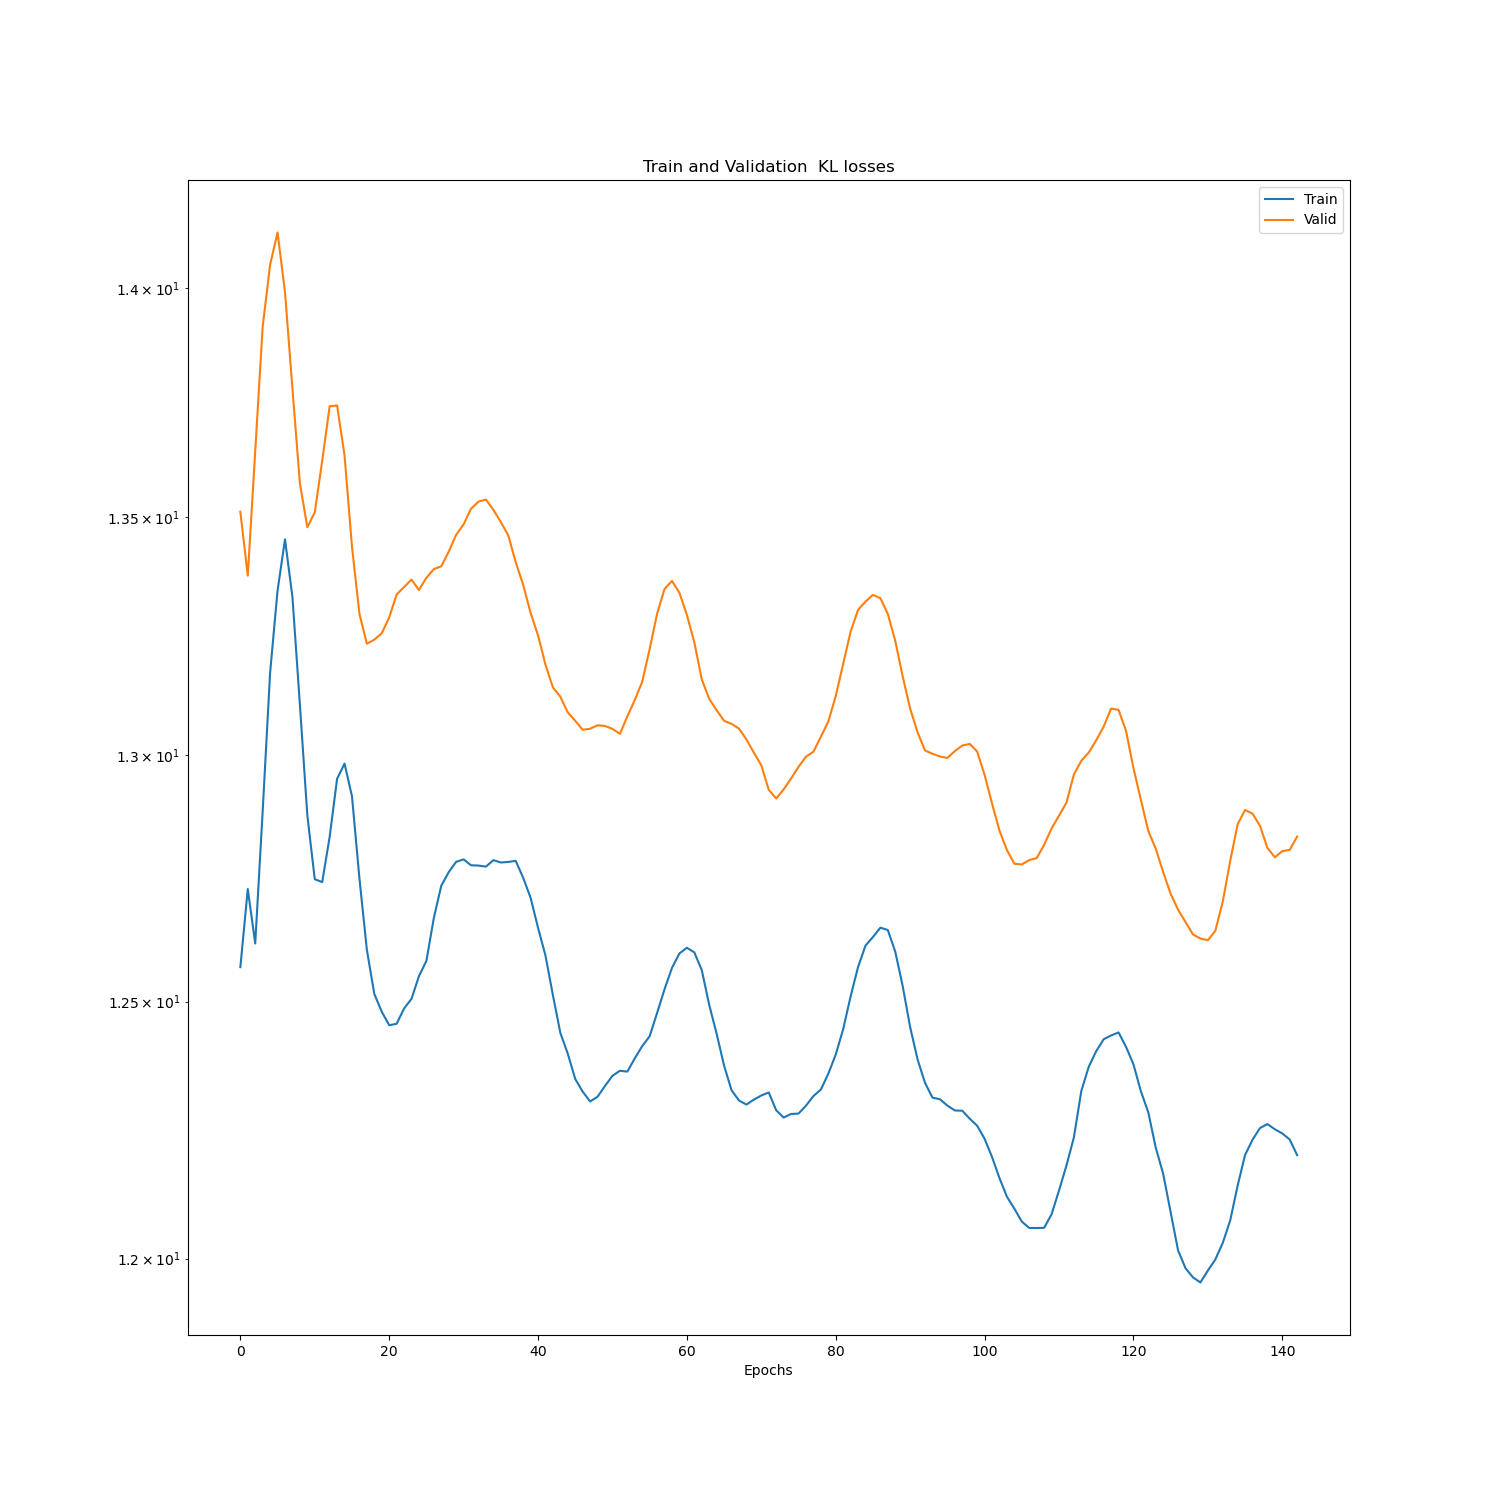 Train and Validation  KL losses
Train
Valid
1.4 × 10¹
1.35 × 10¹
1.3 × 10¹
1.25 × 10¹
1.2 × 10¹
0 20 40 60 80 100 120 140
Epochs